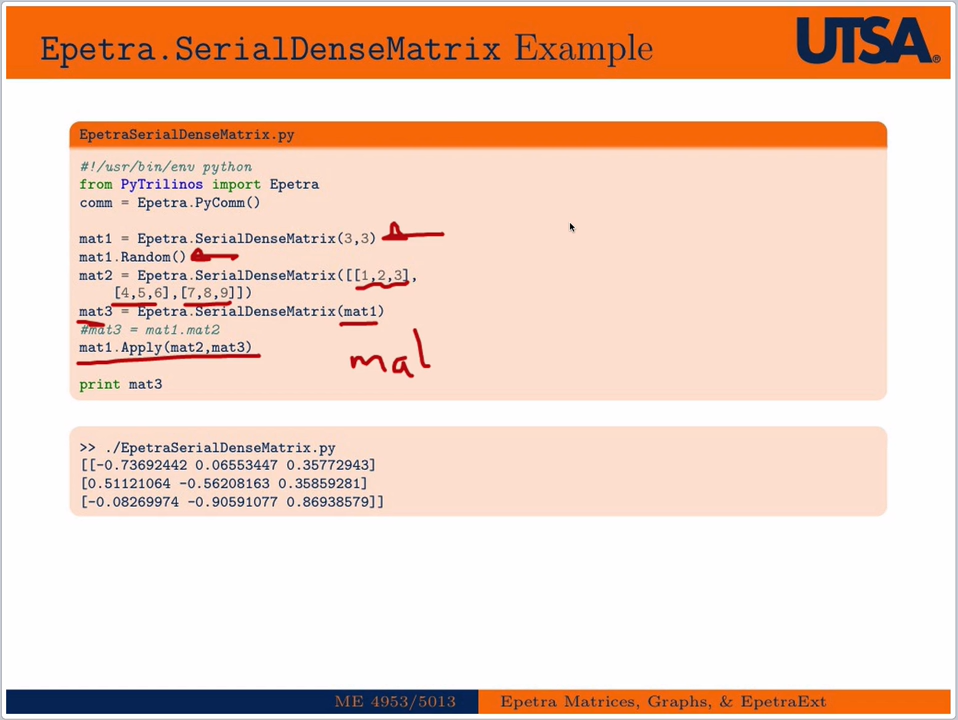 Epetra.SerialDenseMatrix Example
UTSA®
EpetraSerialDenseMatrix.py
#!/usr/bin/env python
from PyTrilinos import Epetra
comm = Epetra.PyComm()
mat1 = Epetra.SerialDenseMatrix(3,3)
mat1.Random()
mat2 = Epetra.SerialDenseMatrix([[1,2,3],
[4,5,6],[7,8,9]])
mat3 = Epetra.SerialDenseMatrix(mat1)
#mat3 = mat1.mat2
mat1.Apply(mat2,mat3)
mal
print mat3
>> ./EpetraSerialDenseMatrix.py
[[-0.73692442 0.06553447 0.35772943]
[0.51121064 -0.56208163 0.35859281]
[-0.08269974 -0.90591077 0.86938579]]
ME 4953/5013
Epetra Matrices, Graphs, & EpetraExt